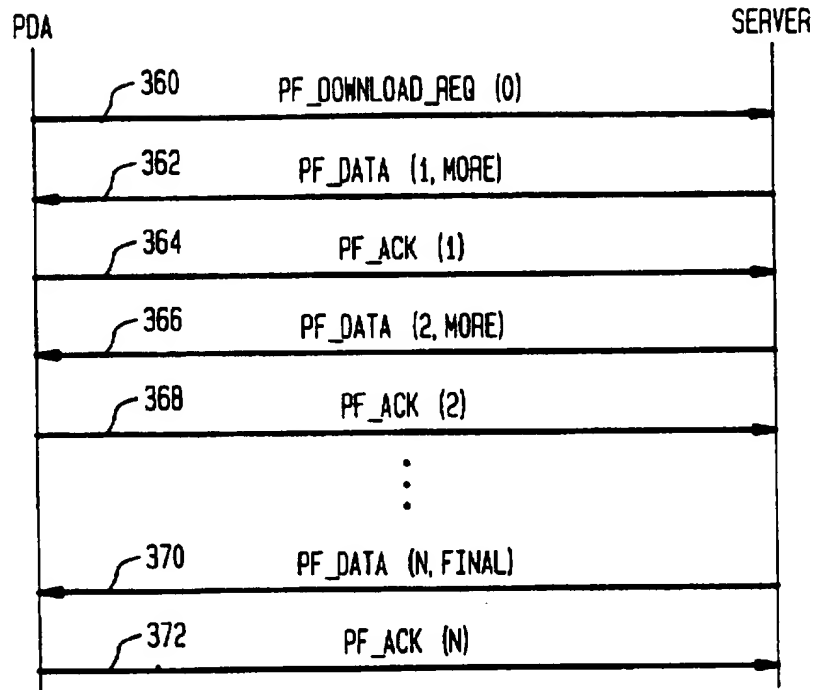 PDA
SERVER
360
PF_DOWNLOAD_REQ (0)
362
PF_DATA (1, MORE)
364
PF_ACK (1)
366
PF_DATA (2, MORE)
368
PF_ACK (2)
370
PF_DATA (N, FINAL)
372
PF_ACK (N)